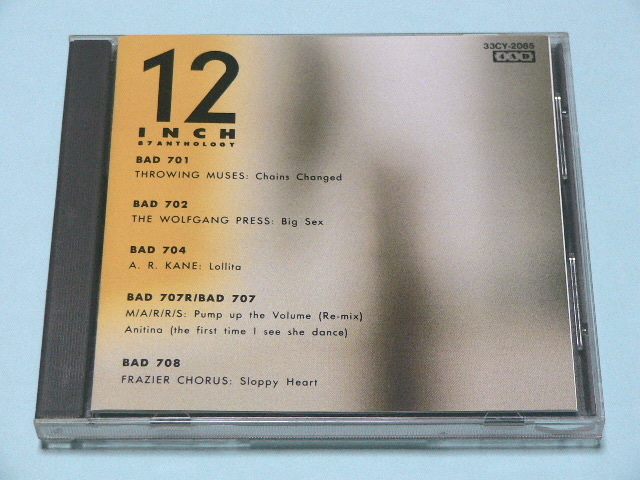 33CY-2065
4AD
12
INCH
87ANTHOLOGY
BAD 701
THROWING MUSES: Chains Changed
BAD 702
THE WOLFGANG PRESS: Big Sex
BAD 704
A. R. KANE: Lollita
BAD 707R/BAD 707
M/A/R/R/S: Pump up the Volume (Re-mix)
Anitina (the first time I see she dance)
BAD 708
FRAZIER CHORUS: Sloppy Heart